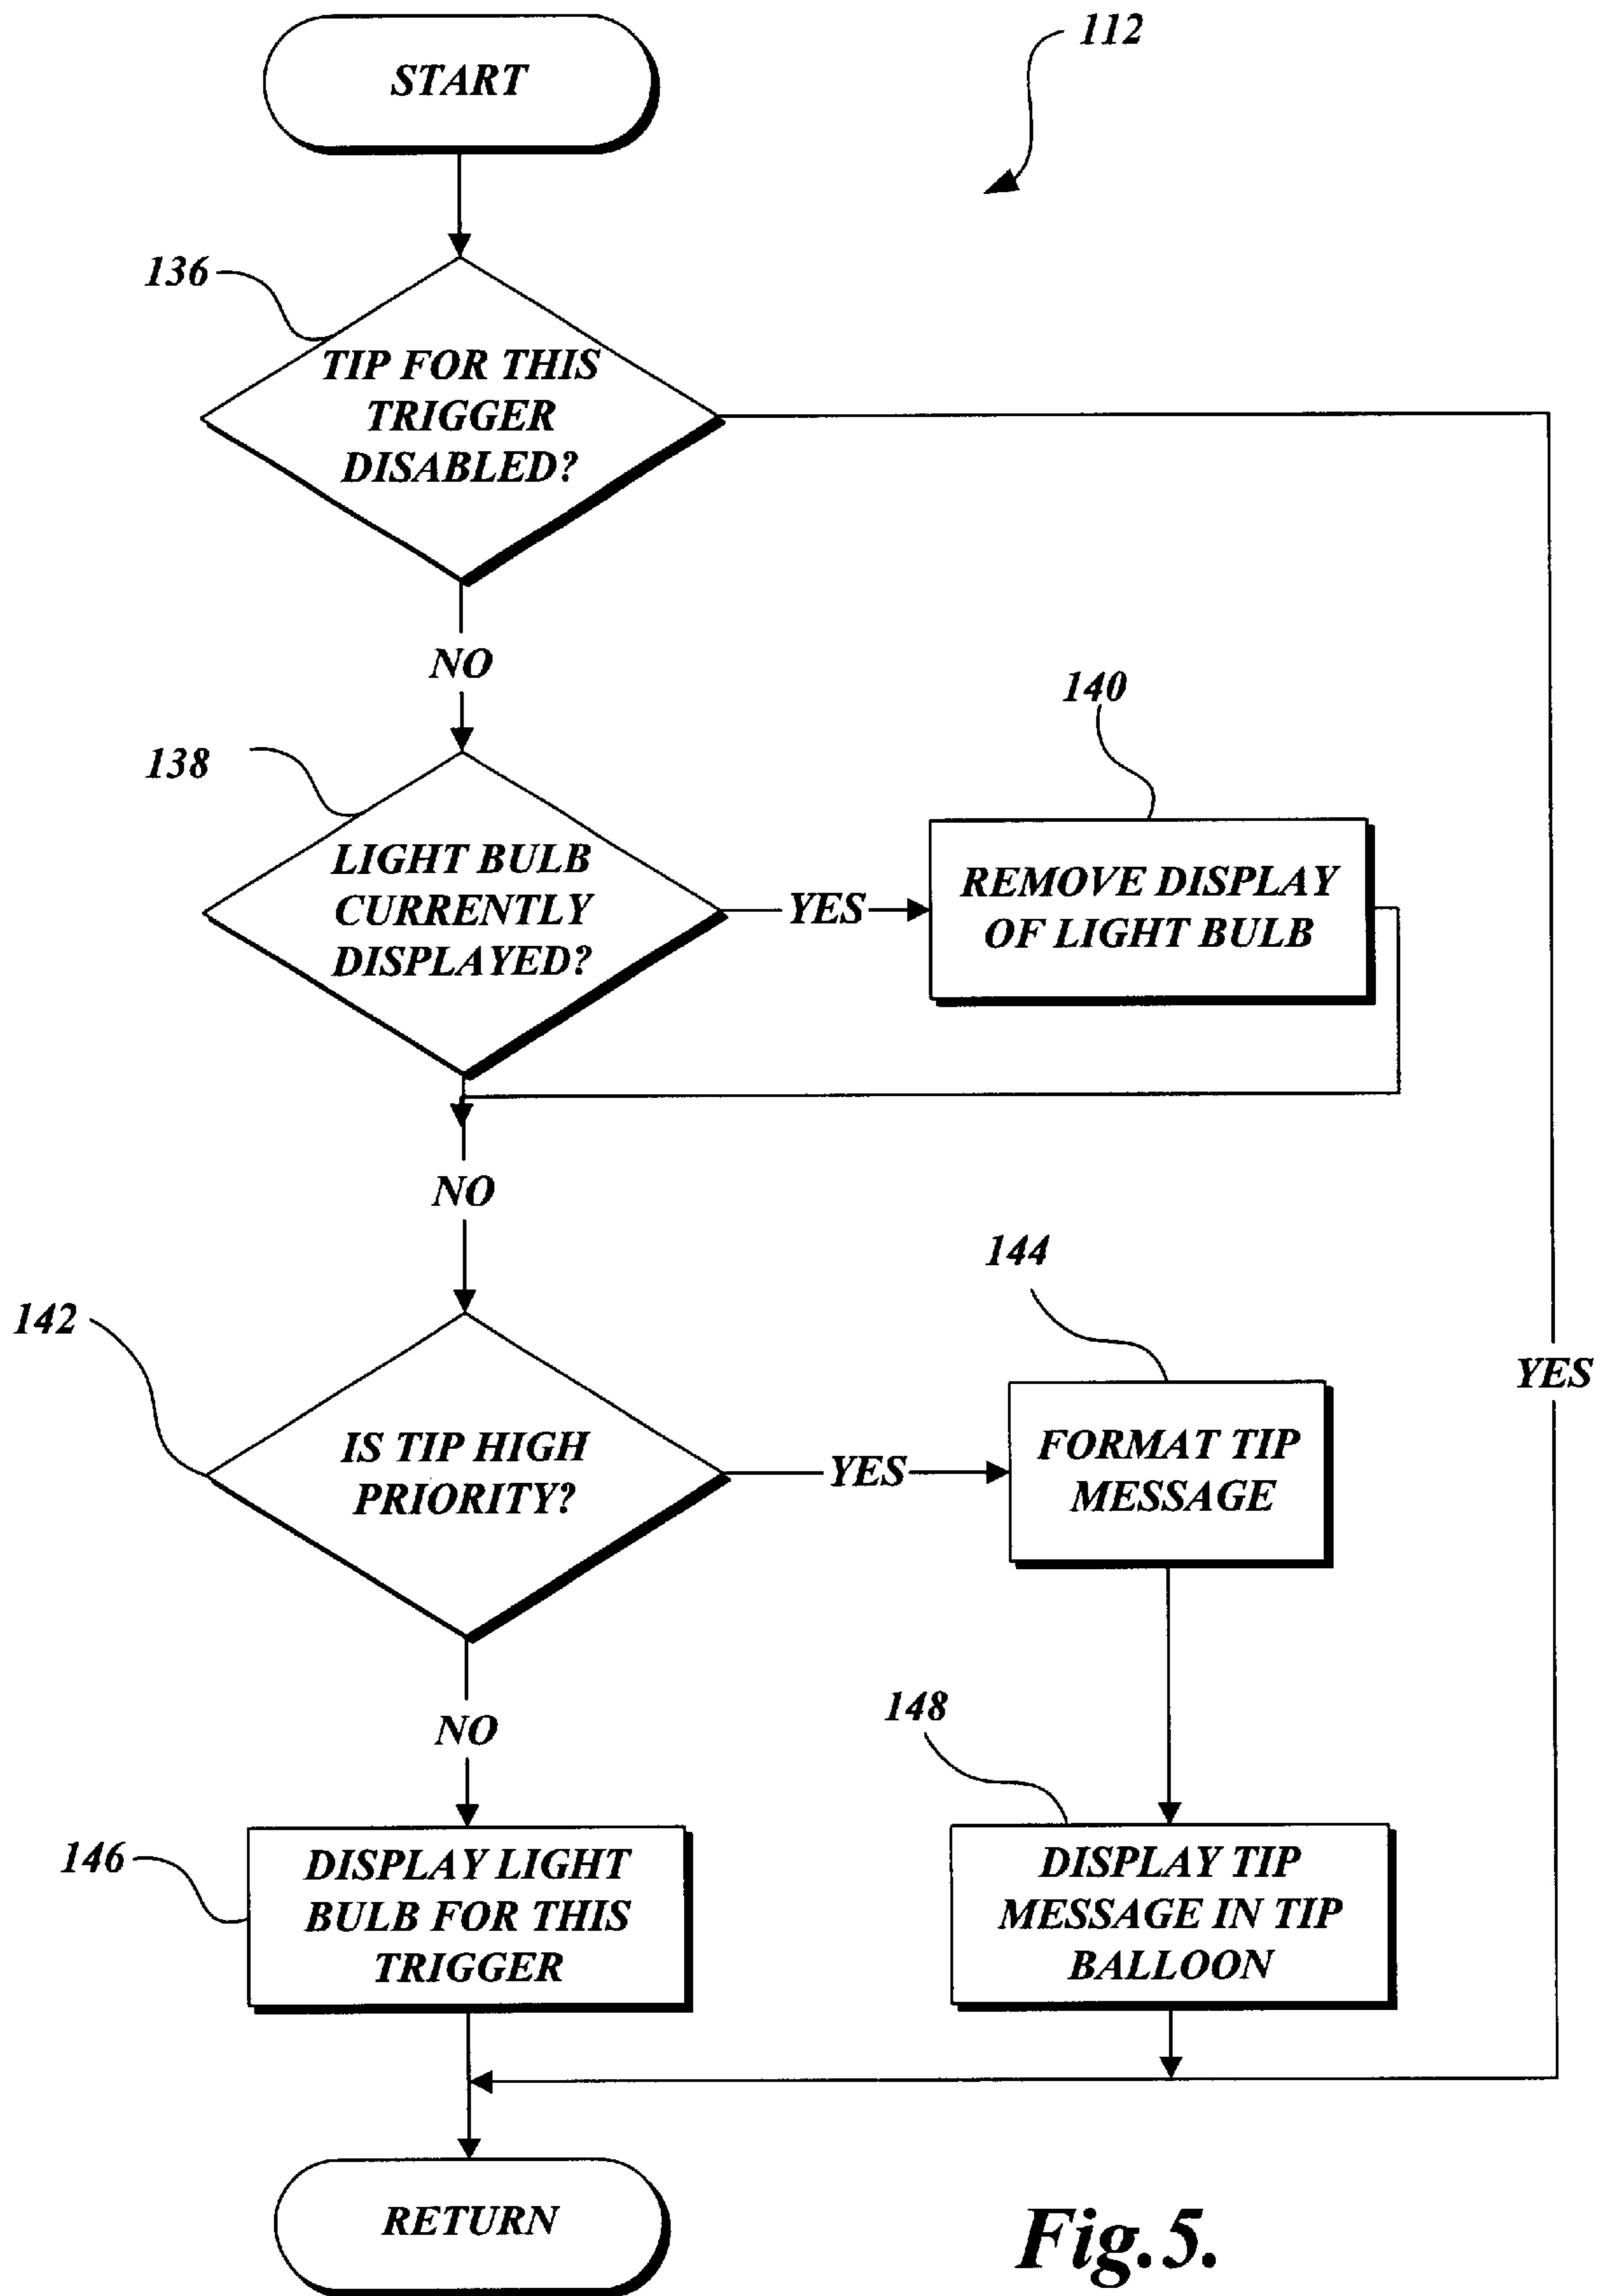 START
112
136
TIP FOR THIS
TRIGGER
DISABLED?
NO
138
140
LIGHT BULB
CURRENTLY
DISPLAYED?
YES
REMOVE DISPLAY
OF LIGHT BULB
NO
142
144
YES
IS TIP HIGH
PRIORITY?
YES
FORMAT TIP
MESSAGE
NO
148
146
DISPLAY LIGHT
BULB FOR THIS
TRIGGER
DISPLAY TIP
MESSAGE IN TIP
BALLOON
RETURN
Fig.5.